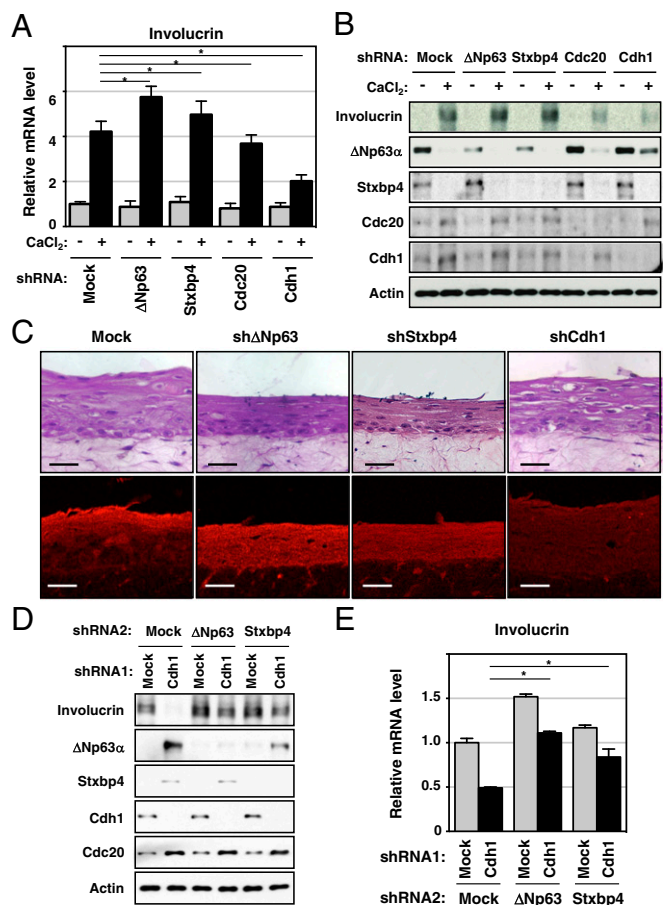 A
Involucrin
Relative mRNA level
6
4
2
0
*
*
*
*
CaCl2: - + - + - + - + - +
shRNA: Mock ΔNp63 Stxbp4 Cdc20 Cdh1
B
shRNA: Mock ΔNp63 Stxbp4 Cdc20 Cdh1
CaCl2: - + - + - + - + - +
Involucrin
ΔNp63α
Stxbp4
Cdc20
Cdh1
Actin
C
Mock shΔNp63 shStxbp4 shCdh1
D
shRNA2: Mock ΔNp63 Stxbp4
shRNA1: Mock Cdh1 Mock Cdh1 Mock Cdh1
Involucrin
ΔNp63α
Stxbp4
Cdh1
Cdc20
Actin
E
Involucrin
Relative mRNA level
1.5
1.0
0.5
0
*
*
shRNA1: Mock Cdh1 Mock Cdh1 Mock Cdh1
shRNA2: Mock ΔNp63 Stxbp4